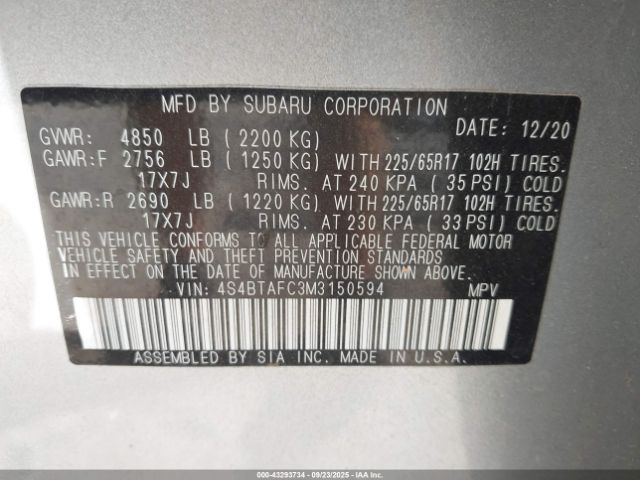 MFD BY SUBARU CORPORATION
DATE: 12/20
GVWR: 4850 LB ( 2200 KG)
GAWR:F 2756 LB ( 1250 KG) WITH 225/65R17 102H TIRES.
17X7J RIMS. AT 240 KPA ( 35 PSI) COLD
GAWR:R 2690 LB ( 1220 KG) WITH 225/65R17 102H TIRES.
17X7J RIMS. AT 230 KPA ( 33 PSI) COLD
THIS VEHICLE CONFORMS TO ALL APPLICABLE FEDERAL MOTOR
VEHICLE SAFETY AND THEFT PREVENTION STANDARDS
IN EFFECT ON THE DATE OF MANUFACTURE SHOWN ABOVE.
VIN: 4S4BTAFC3M3150594 MPV
ASSEMBLED BY SIA INC. MADE IN U.S.A.
000-43293734 - 09/23/2025 - IAAI.COM